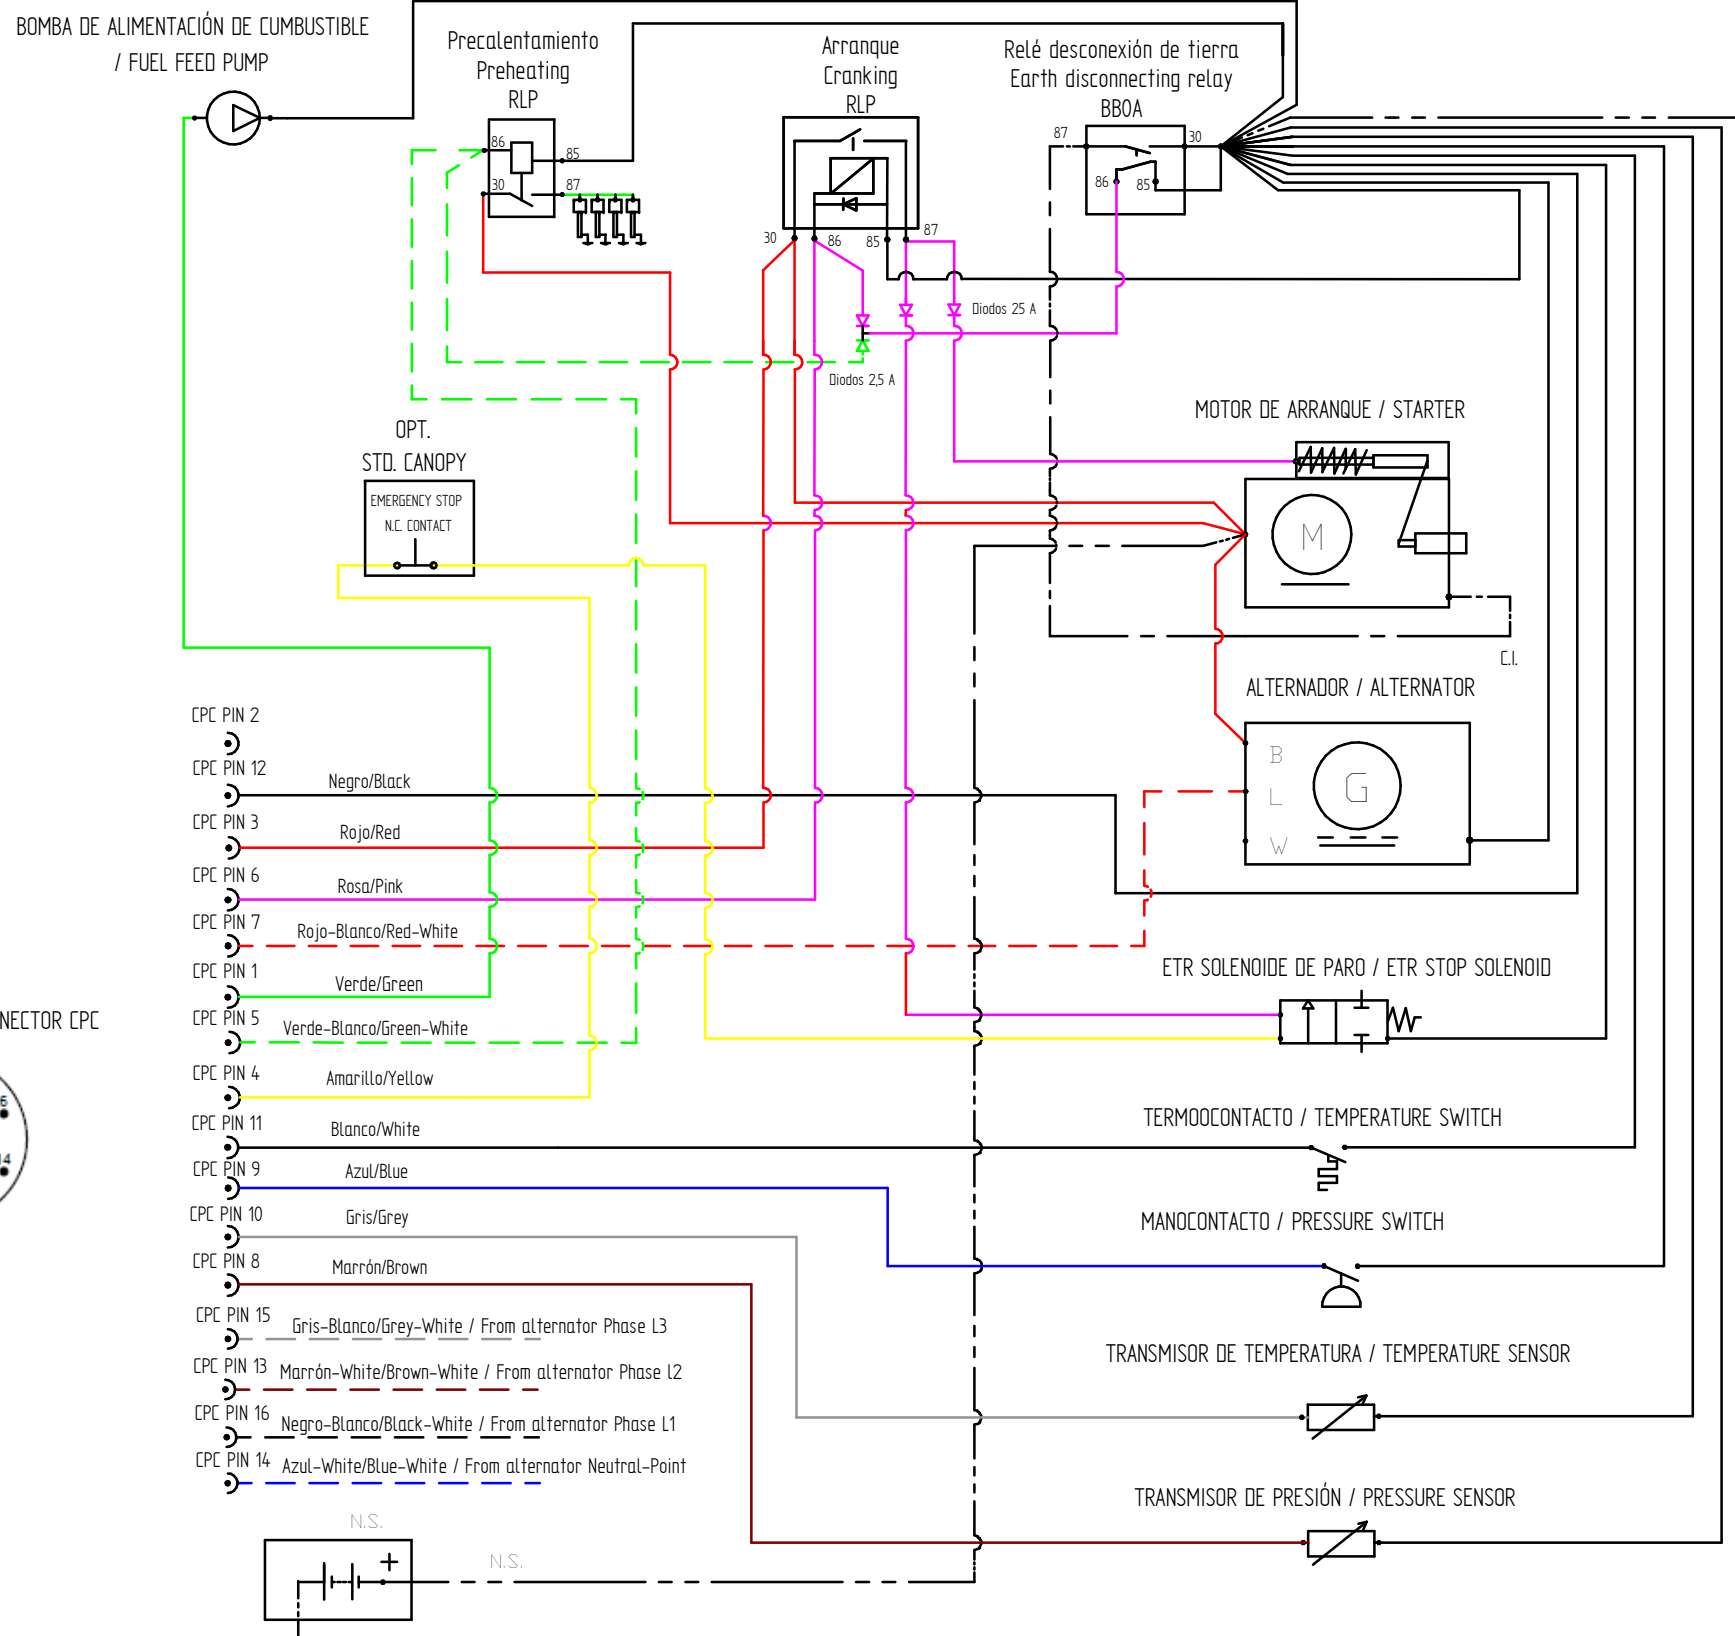 BOMBA DE ALIMENTACIÓN DE CUMBUSTIBLE
/ FUEL FEED PUMP
Precalentamiento
Preheating
RLP
86
85
30
87
Arranque
Cranking
RLP
30
86
85
87
Relé desconexión de tierra
Earth disconnecting relay
BBOA
87
30
86
85
Diodos 25 A
Diodos 2,5 A
OPT.
STD. CANOPY
EMERGENCY STOP
N.C. CONTACT
MOTOR DE ARRANQUE / STARTER
M
C.I.
ALTERNADOR / ALTERNATOR
B
L
W
G
CPC PIN 2
CPC PIN 12
Negro/Black
CPC PIN 3
Rojo/Red
CPC PIN 6
Rosa/Pink
CPC PIN 7
Rojo-Blanco/Red-White
CPC PIN 1
Verde/Green
CPC PIN 5
Verde-Blanco/Green-White
CPC PIN 4
Amarillo/Yellow
CPC PIN 11
Blanco/White
CPC PIN 9
Azul/Blue
CPC PIN 10
Gris/Grey
CPC PIN 8
Marrón/Brown
CPC PIN 15
Gris-Blanco/Grey-White / From alternator Phase L3
CPC PIN 13
Marrón-White/Brown-White / From alternator Phase L2
CPC PIN 16
Negro-Blanco/Black-White / From alternator Phase L1
CPC PIN 14
Azul-White/Blue-White / From alternator Neutral-Point
NECTOR CPC
6
14
ETR SOLENOIDE DE PARO / ETR STOP SOLENOID
TERMOOCONTACTO / TEMPERATURE SWITCH
MANOCONTACTO / PRESSURE SWITCH
TRANSMISOR DE TEMPERATURA / TEMPERATURE SENSOR
TRANSMISOR DE PRESIÓN / PRESSURE SENSOR
N.S.
+
N.S.